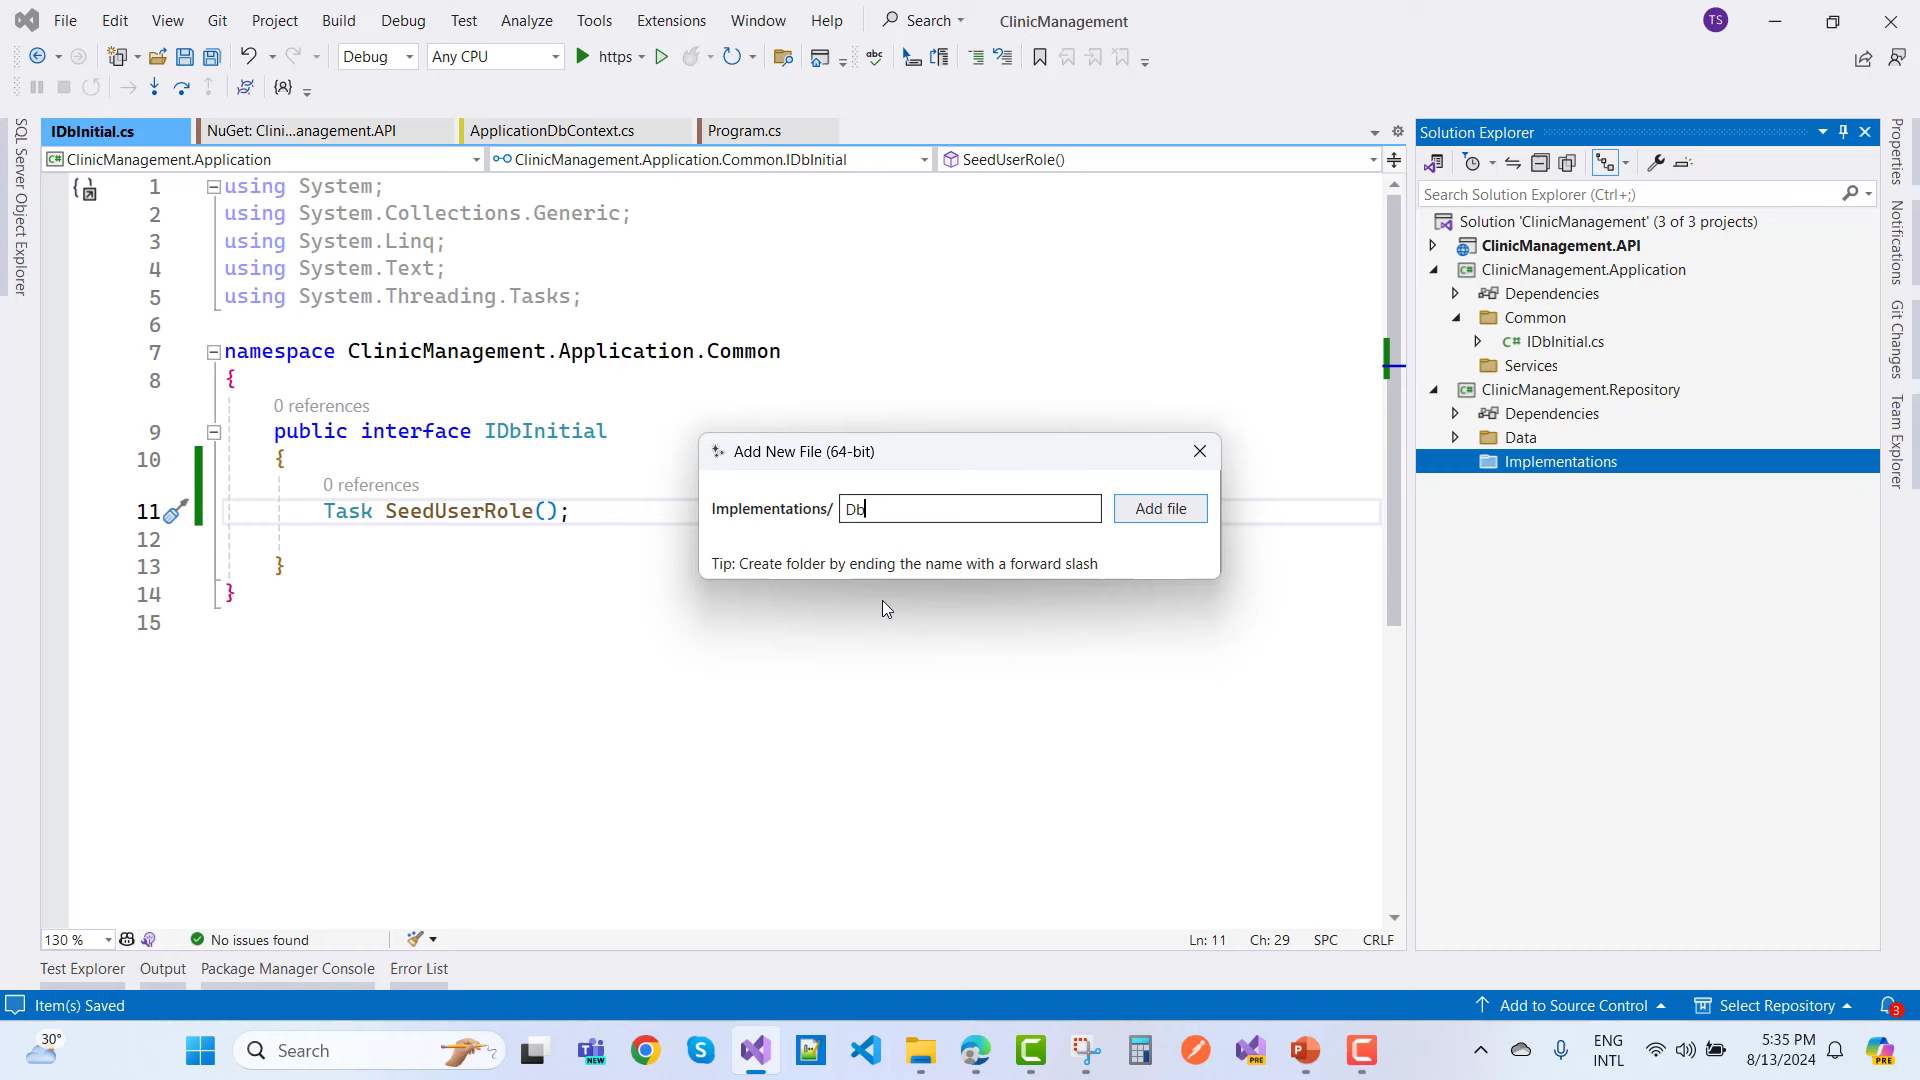 File Edit View Git Project Build Debug Test Analyze Tools Extensions Window Help Search ClinicManagement TS
Debug Any CPU https
IDbInitial.cs NuGet: Clini...anagement.API ApplicationDbContext.cs Program.cs
ClinicManagement.Application ClinicManagement.Application.Common.IDbInitial SeedUserRole()
1 using System;
2 using System.Collections.Generic;
3 using System.Linq;
4 using System.Text;
5 using System.Threading.Tasks;
6
7 namespace ClinicManagement.Application.Common
8 {
0 references
9 public interface IDbInitial
10 {
0 references
11 Task SeedUserRole();
12
13 }
14 }
15
Add New File (64-bit)
Implementations/ Db Add file
Tip: Create folder by ending the name with a forward slash
Solution Explorer
Search Solution Explorer (Ctrl+;)
Solution 'ClinicManagement' (3 of 3 projects)
ClinicManagement.API
ClinicManagement.Application
Dependencies
Common
C# IDbInitial.cs
Services
ClinicManagement.Repository
Dependencies
Data
Implementations
SQL Server Object Explorer
Properties
Notifications
Git Changes
Team Explorer
130 % No issues found Ln: 11 Ch: 29 SPC CRLF
Test Explorer Output Package Manager Console Error List
Item(s) Saved Add to Source Control Select Repository 3
30° Search NEW PRE ENG 5:35 PM
INTL 8/13/2024 PRE